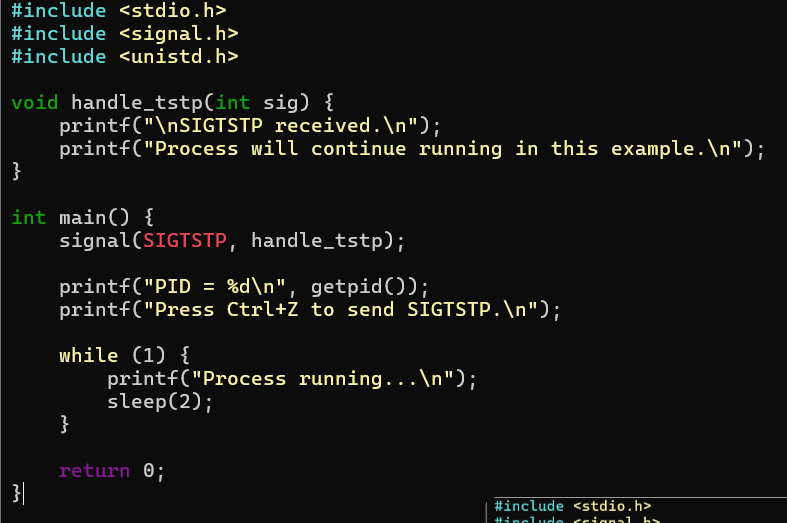 #include <stdio.h>
#include <signal.h>
#include <unistd.h>

void handle_tstp(int sig) {
    printf("\nSIGTSTP received.\n");
    printf("Process will continue running in this example.\n");
}

int main() {
    signal(SIGTSTP, handle_tstp);

    printf("PID = %d\n", getpid());
    printf("Press Ctrl+Z to send SIGTSTP.\n");

    while (1) {
        printf("Process running...\n");
        sleep(2);
    }

    return 0;
}
#include <stdio.h>
#include <signal.h>